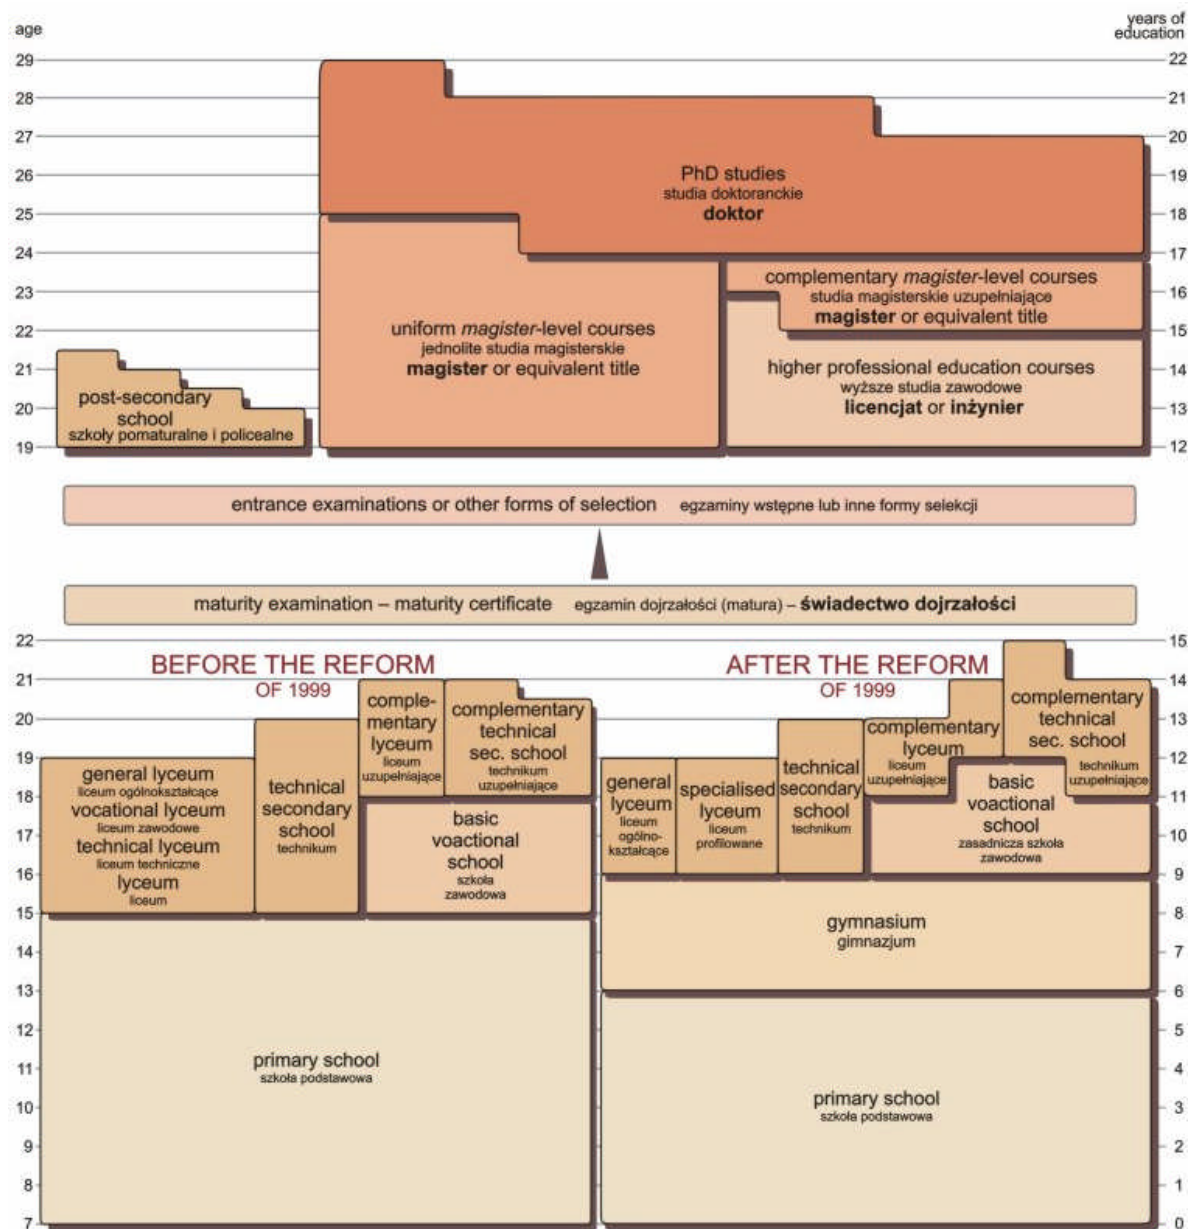 age
years of
education
29
22
28
21
27
20
26
19
25
18
24
17
23
16
22
15
21
14
20
13
19
12
PhD studies
studia doktoranckie
doktor
complementary magister-level courses
studia magisterskie uzupełniające
magister or equivalent title
uniform magister-level courses
jednolite studia magisterskie
magister or equivalent title
higher professional education courses
wyższe studia zawodowe
licencjat or inżynier
post-secondary
school
szkoły pomaturalne i policealne
entrance examinations or other forms of selection egzaminy wstępne lub inne formy selekcji
maturity examination – maturity certificate egzamin dojrzałości (matura) – świadectwo dojrzałości
22
15
21
14
20
13
19
12
18
11
17
10
16
9
15
8
14
7
13
6
12
5
11
4
10
3
9
2
8
1
7
0
BEFORE THE REFORM
OF 1999
general lyceum
liceum ogólnokształcące
vocational lyceum
liceum zawodowe
technical lyceum
liceum techniczne
lyceum
liceum
technical
secondary
school
technikum
comple-
mentary
lyceum
liceum
uzupełniające
complementary
technical
sec. school
technikum
uzupełniające
basic
voactional
school
szkoła
zawodowa
primary school
szkoła podstawowa
AFTER THE REFORM
OF 1999
general
lyceum
liceum
ogólno-
kształcące
specialised
lyceum
liceum
profilowane
technical
secondary
school
technikum
complementary
lyceum
liceum
uzupełniające
complementary
technical
sec. school
technikum
uzupełniające
basic
voactional
school
zasadnicza szkoła
zawodowa
gymnasium
gimnazjum
primary school
szkoła podstawowa